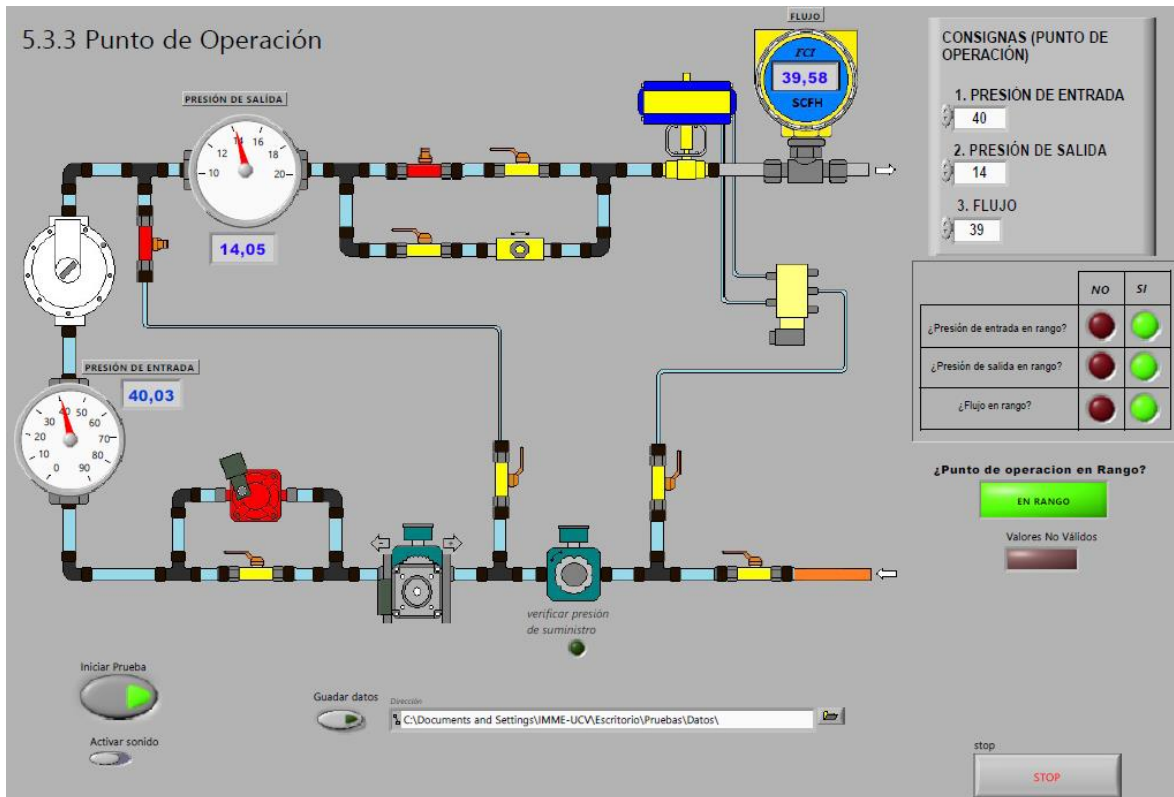 5.3.3 Punto de Operación
PRESIÓN DE SALÍDA
10 12 14 16 18 20
14,05
FLUJO
FCI
39,58
SCFH
CONSIGNAS (PUNTO DE
OPERACIÓN)
1. PRESIÓN DE ENTRADA
40
2. PRESIÓN DE SALIDA
14
3. FLUJO
39
NO SI
¿Presión de entrada en rango?
¿Presión de salida en rango?
¿Flujo en rango?
¿Punto de operacion en Rango?
EN RANGO
Valores No Válidos
PRESIÓN DE ENTRADA
40,03
0 10 20 30 40 50 60 70 80 90
- +
verificar presión
de suministro
Iniciar Prueba
Activar sonido
Guadar datos
Dirección
C:\Documents and Settings\IMME-UCV\Escritorio\Pruebas\Datos\
stop
STOP